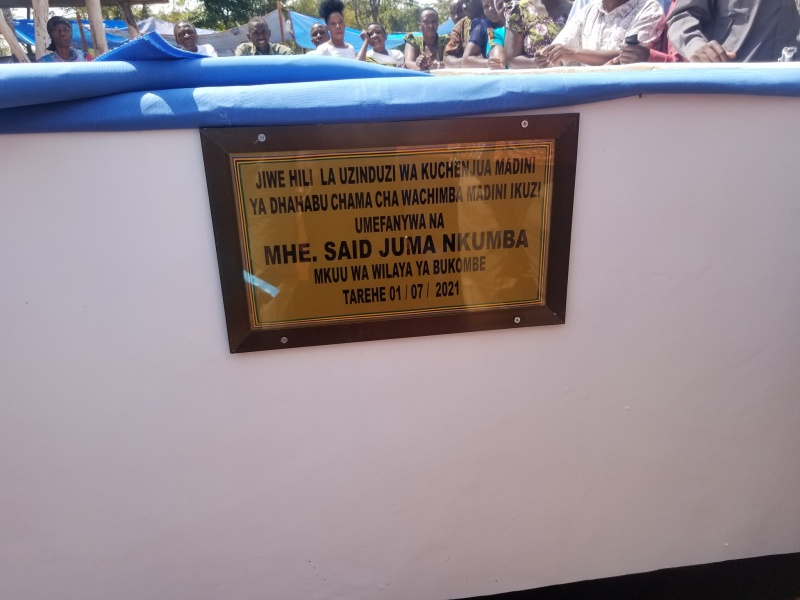 JIWE HILI LA UZINDUZI WA KUCHENJUA MADINI
YA DHAHABU CHAMA CHA WACHIMBA MADINI IKUZI
UMEFANYWA NA
MHE. SAID JUMA NKUMBA
MKUU WA WILAYA YA BUKOMBE
TAREHE 01 / 07 / 2021